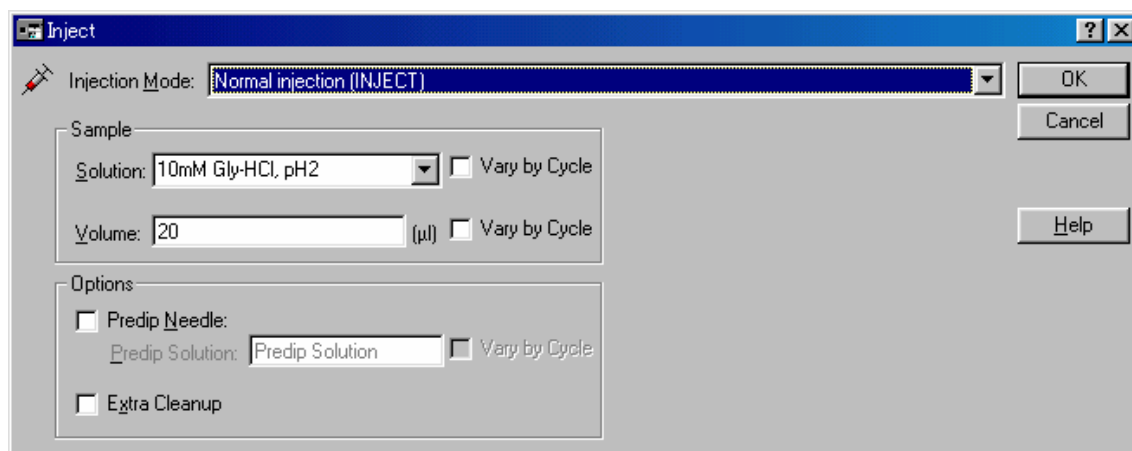 Inject
Injection Mode: Normal injection (INJECT) OK
Cancel
Sample
Solution: 10mM Gly-HCl, pH2 Vary by Cycle
Volume: 20 (µl) Vary by Cycle
Help
Options
Predip Needle:
Predip Solution: Predip Solution Vary by Cycle
Extra Cleanup